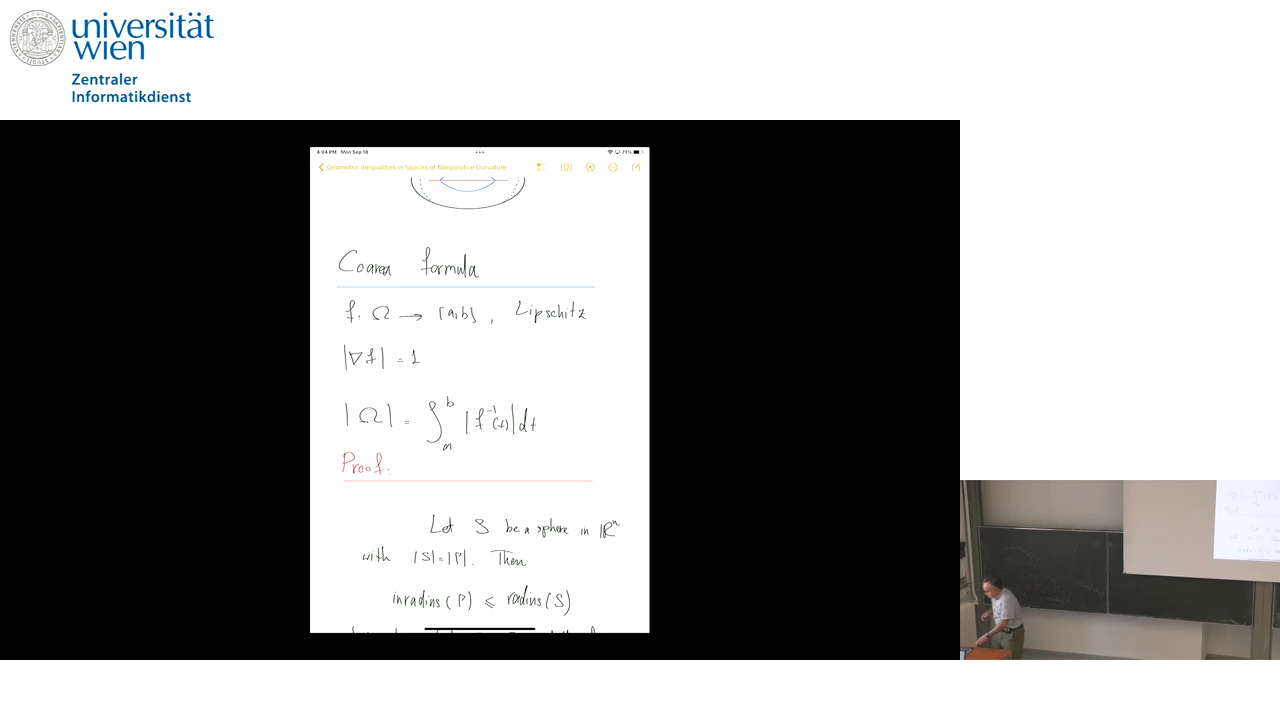 universität
wien
Zentraler
Informatikdienst
4:04 PM Mon Sep 18
71%
Geometric Inequalities in Spaces of Nonpositive Curvature
Coarea formula
f: Ω → [a,b], Lipschitz
|∇f| = 1
|Ω| = ∫_a^b |f^{-1}(t)| dt
Proof:
Let S be a sphere in ℝ^n
with |S| = |P|. Then
inradius(P) ≤ radius(S)